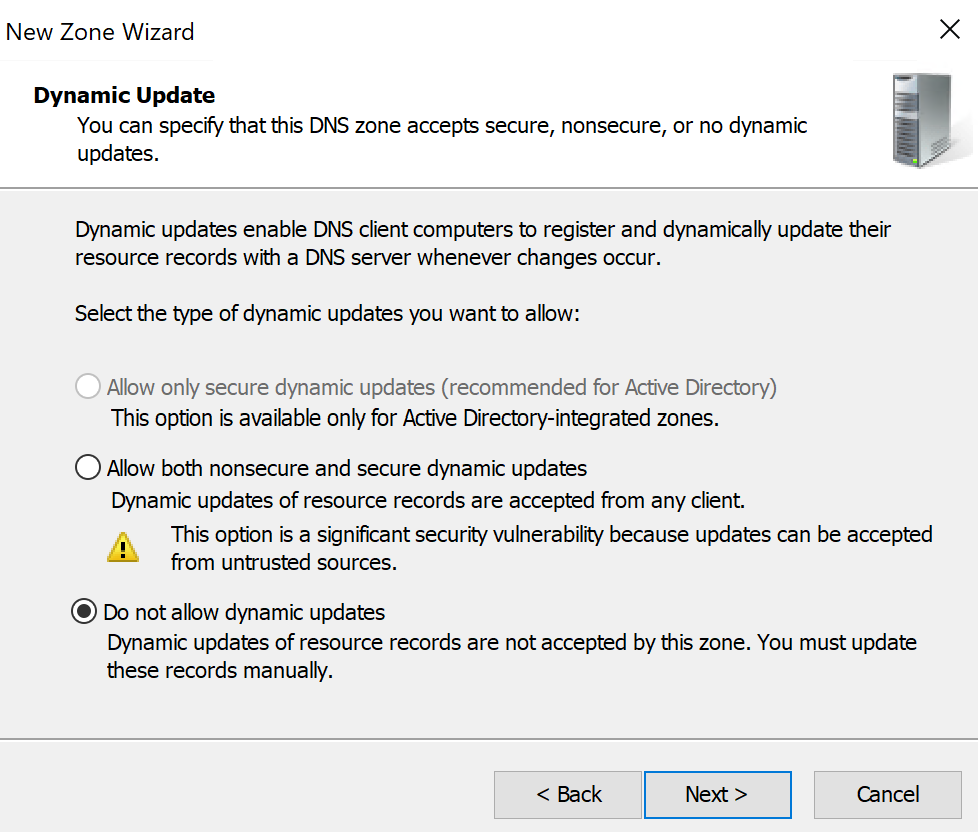 New Zone Wizard
Dynamic Update
You can specify that this DNS zone accepts secure, nonsecure, or no dynamic
updates.
Dynamic updates enable DNS client computers to register and dynamically update their
resource records with a DNS server whenever changes occur.
Select the type of dynamic updates you want to allow:
Allow only secure dynamic updates (recommended for Active Directory)
This option is available only for Active Directory-integrated zones.
Allow both nonsecure and secure dynamic updates
Dynamic updates of resource records are accepted from any client.
This option is a significant security vulnerability because updates can be accepted
from untrusted sources.
Do not allow dynamic updates
Dynamic updates of resource records are not accepted by this zone. You must update
these records manually.
< Back Next > Cancel